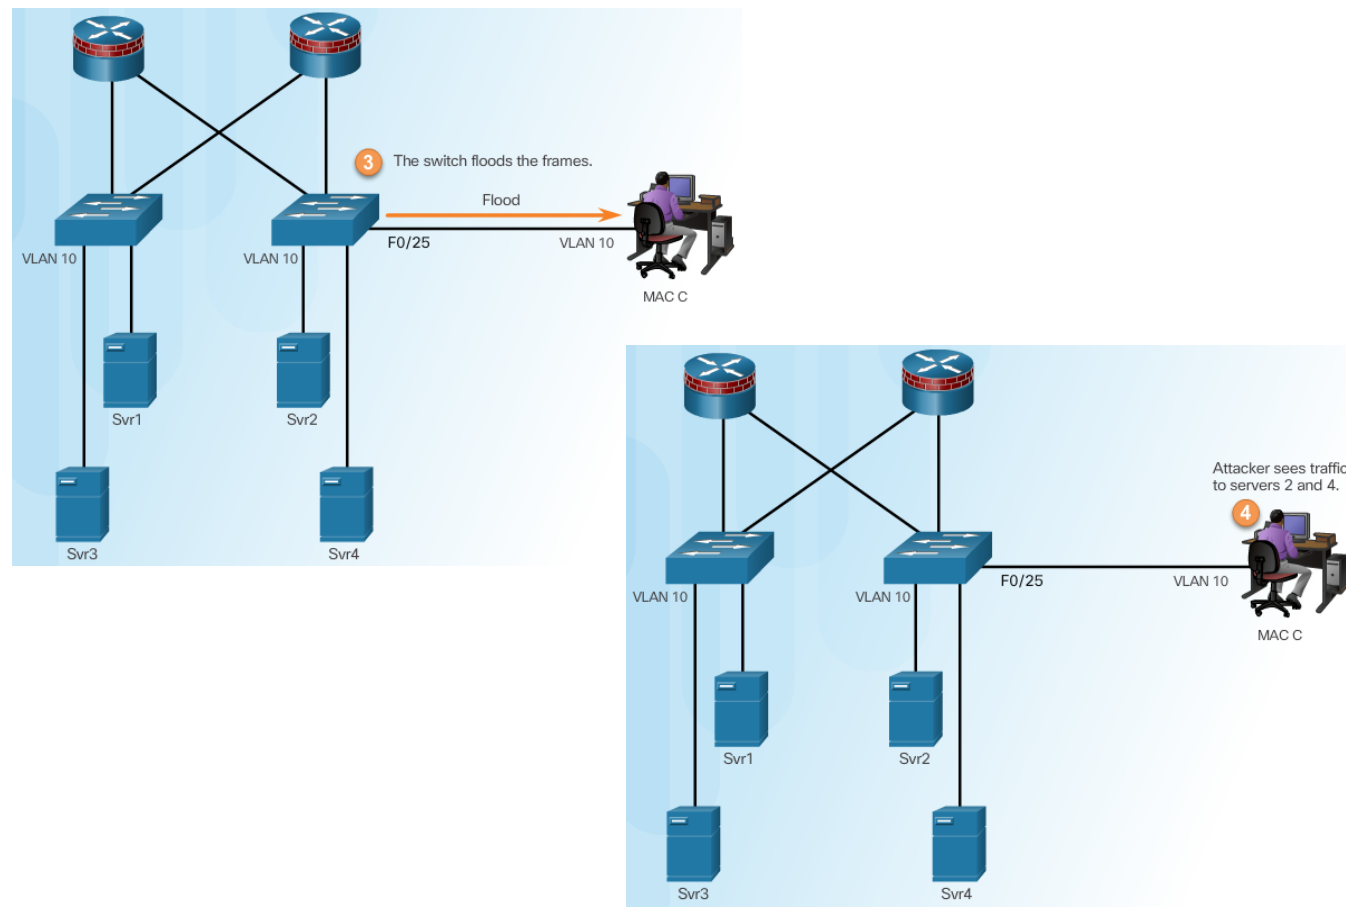 3
The switch floods the frames.
Flood
F0/25
VLAN 10
VLAN 10
VLAN 10
MAC C
Svr1
Svr2
Svr3
Svr4
Attacker sees traffic
to servers 2 and 4.
4
F0/25
VLAN 10
VLAN 10
VLAN 10
MAC C
Svr1
Svr2
Svr3
Svr4